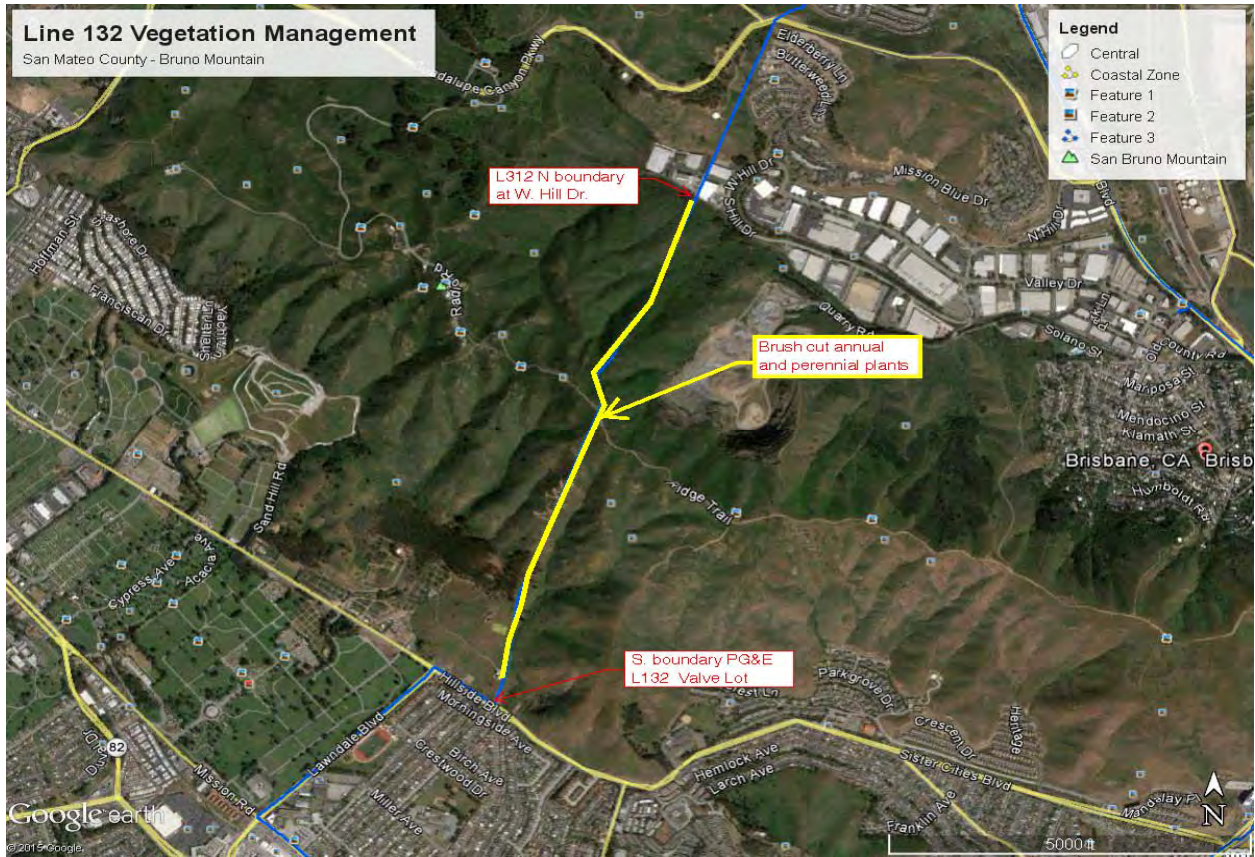 Line 132 Vegetation Management
San Mateo County - Bruno Mountain
Legend
Central
Coastal Zone
Feature 1
Feature 2
Feature 3
San Bruno Mountain
Canyon Pkwy
Elderberry Ln
Butterweed Ln
L312 N boundary
at W. Hill Dr.
W Hill Dr
S Hill Dr
Mission Blue Dr
N Hill Dr
Blvd
Valley Dr
Hoffman St
Franciscan Dr
Radio
Rd
Quarry Rd
Solano St
Old
County Rd
Mariposa St
Mendocino St
Klamath St
Brisbane, CA
Brisb
Humboldt Rd
Brush cut annual
and perennial plants
Sand Hill Rd
Ridge Trail
Cypress Ave
Acacia
Ave
S. boundary PG&E
L132 Valve Lot
Hillside Blvd
Morningside Ave
Lawndale Blvd
Birch Ave
Crestwood Dr
Miller Ave
Mission Rd
82
Parkgrove Dr
Crescent Dr
Heritage
Hemlock Ave
Larch Ave
Sister Cities Blvd
Franklin Ave
Mandalay Pl
N
Google earth
© 2015 Google
5000ft